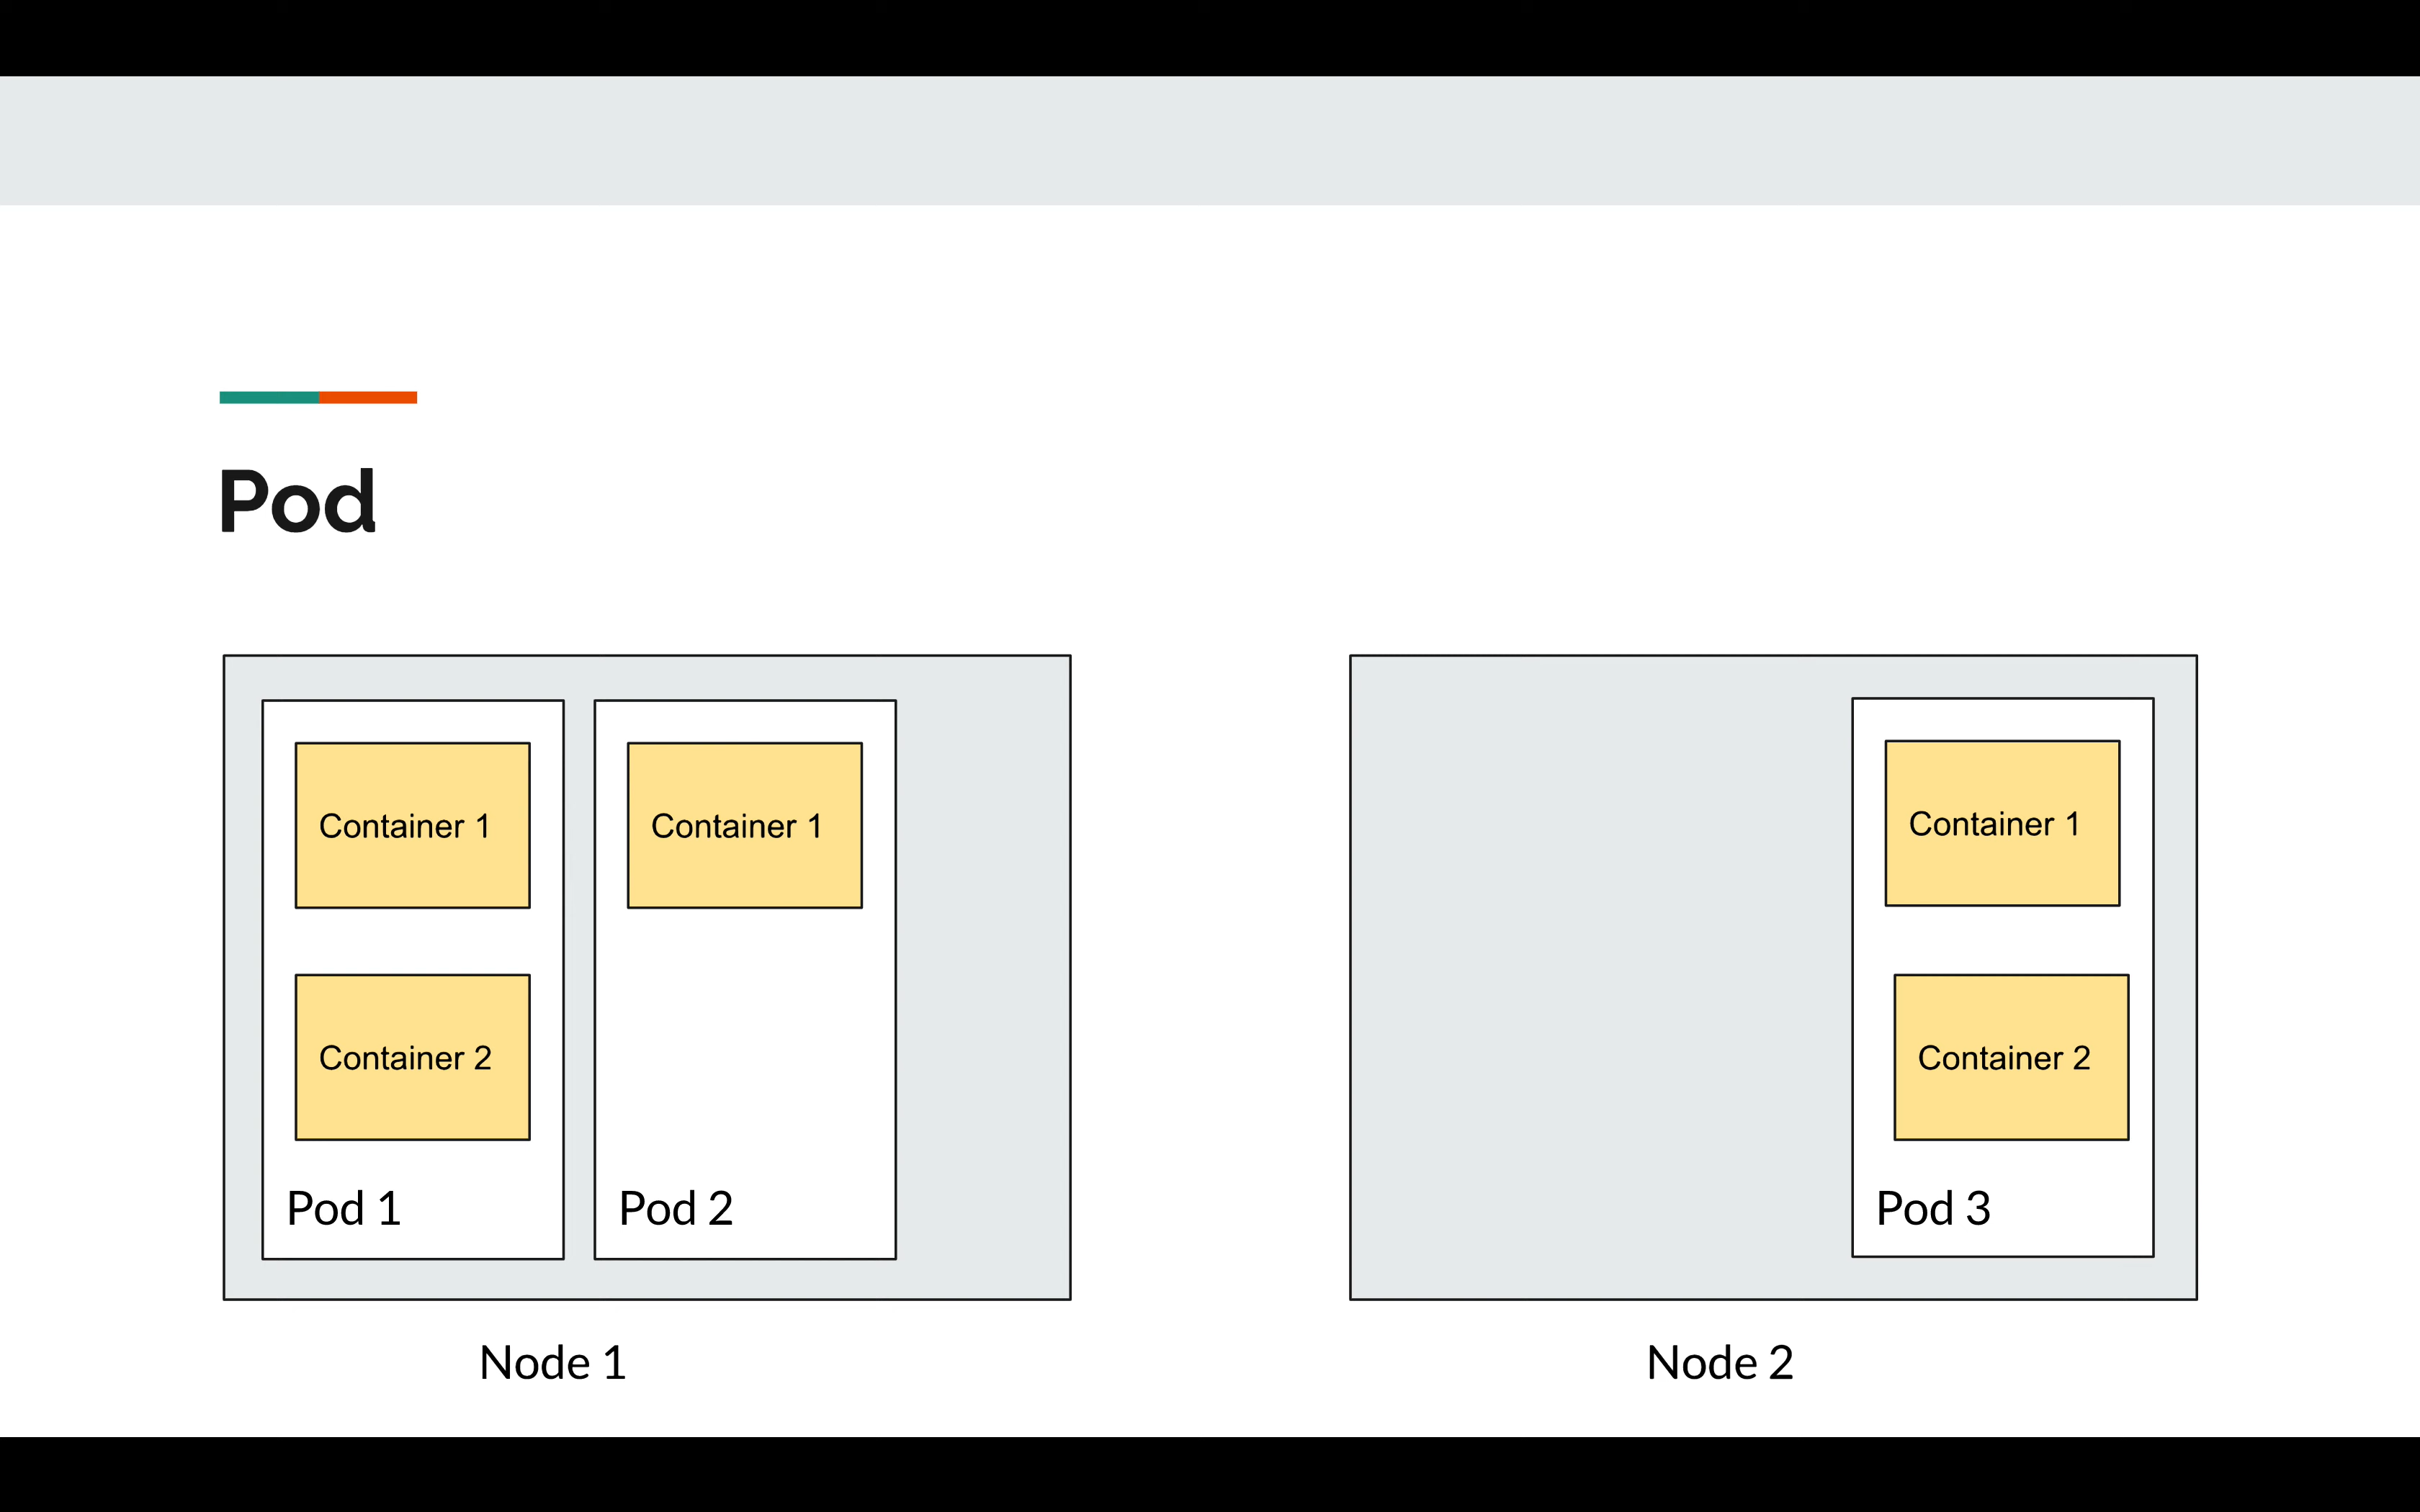 Pod
Container 1
Container 2
Pod 1
Container 1
Pod 2
Node 1
Container 1
Container 2
Pod 3
Node 2